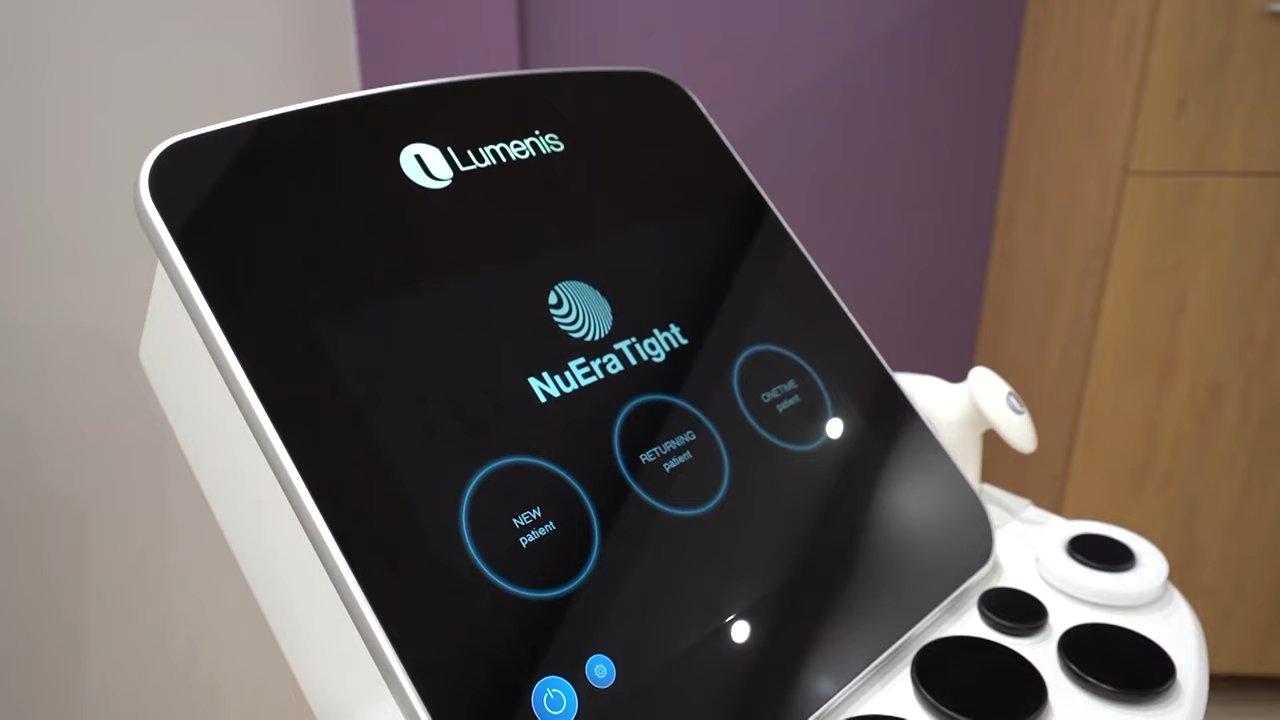 Lumenis
NuEraTight
NEW
patient
RETURNING
patient
ONETIME
patient